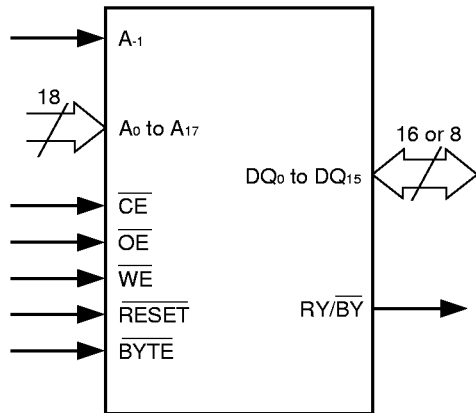 A-1
18
A0 to A17
16 or 8
DQ0 to DQ15
CE
OE
WE
RESET
RY/BY
BYTE